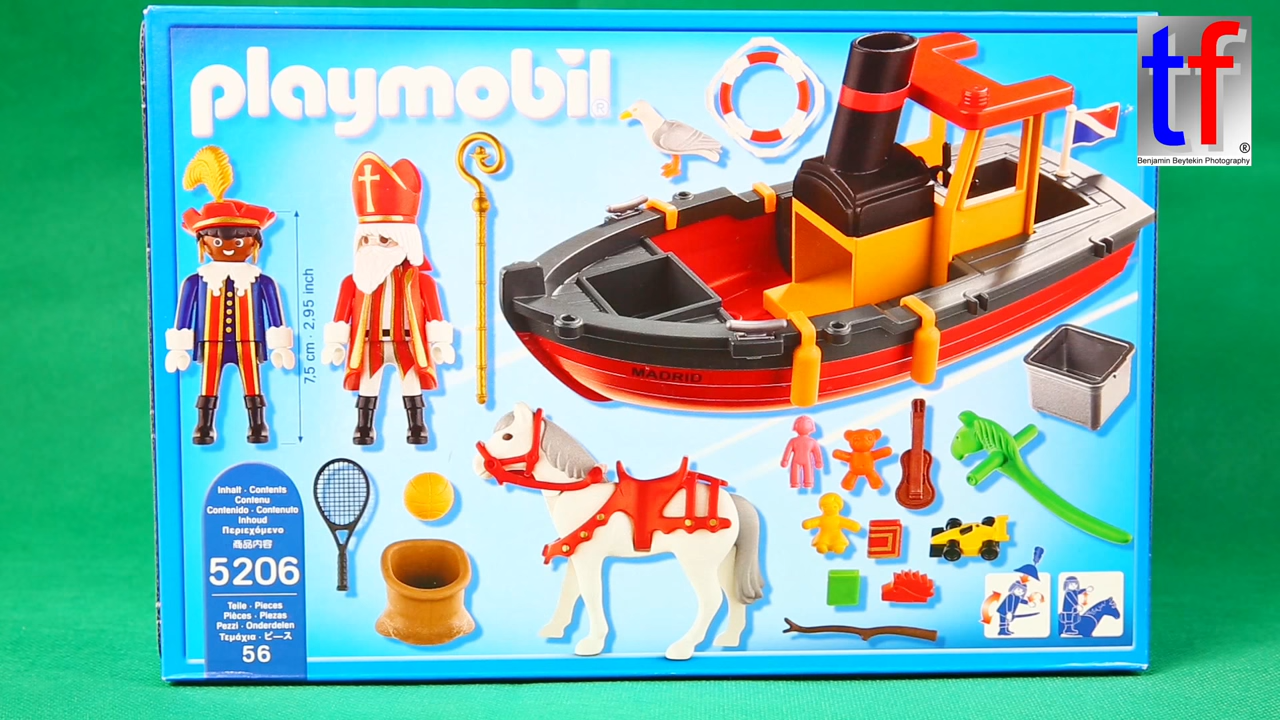 playmobil®
tf
®
Benjamin Beytekin Photography
7,5 cm · 2,95 inch
MADRID
Inhalt · Contents
Contenu
Contenido · Contenuto
Inhoud
Περιεχόμενο
商品内容
5206
Teile · Pieces
Pièces · Piezas
Pezzi · Onderdelen
Τεμάχια · ピース
56